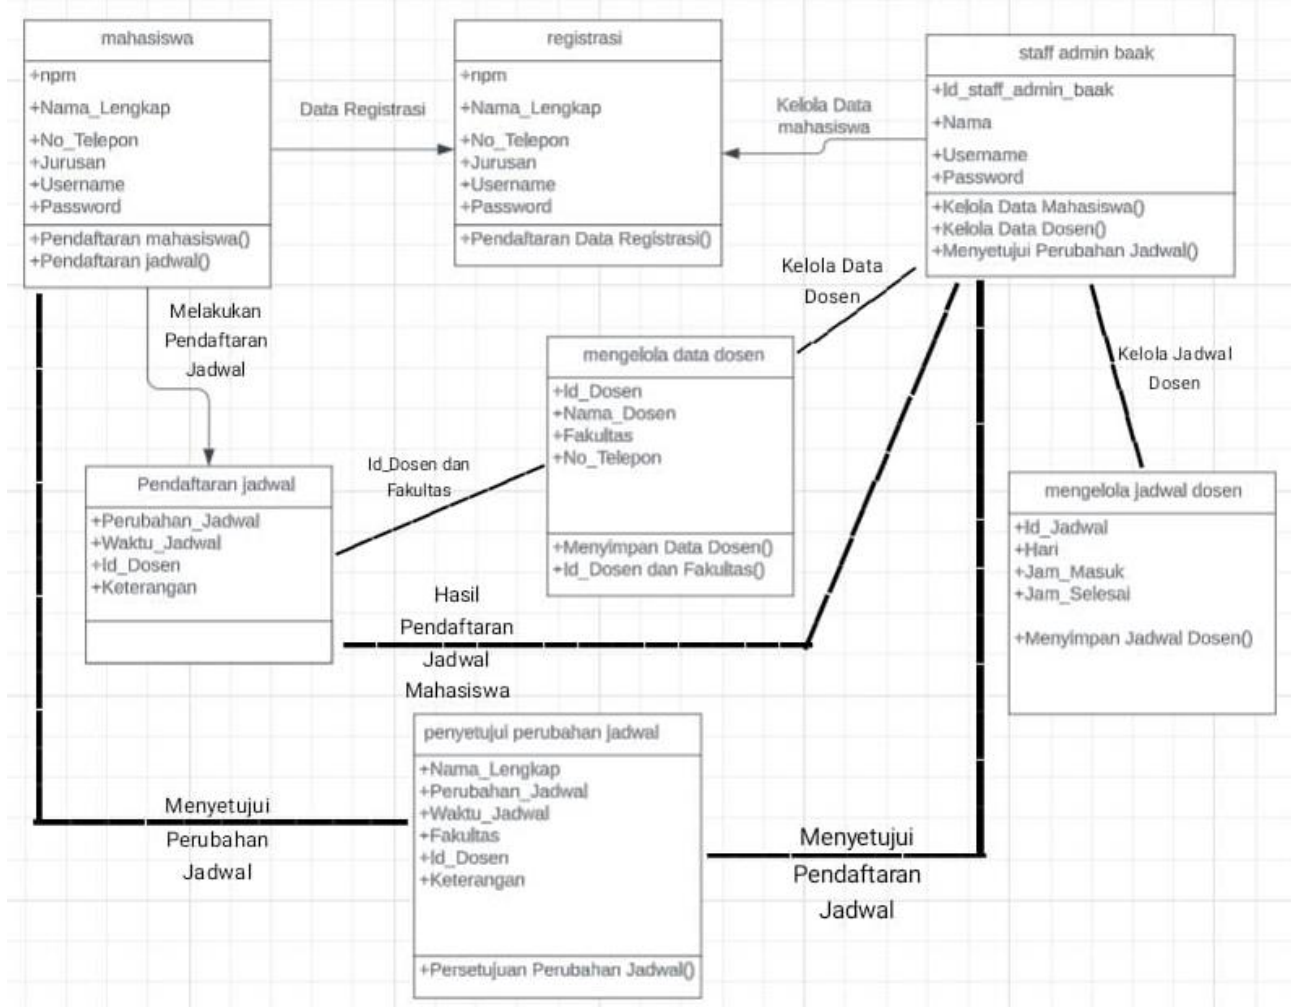 mahasiswa
+npm
+Nama_Lengkap
+No_Telepon
+Jurusan
+Username
+Password
+Pendaftaran mahasiswa()
+Pendaftaran jadwal()
Data Registrasi
registrasi
+npm
+Nama_Lengkap
+No_Telepon
+Jurusan
+Username
+Password
+Pendaftaran Data Registrasi()
Kelola Data
mahasiswa
staff admin baak
+Id_staff_admin_baak
+Nama
+Username
+Password
+Kelola Data Mahasiswa()
+Kelola Data Dosen()
+Menyetujui Perubahan Jadwal()
Melakukan
Pendaftaran
Jadwal
Kelola Data
Dosen
Kelola Jadwal
Dosen
mengelola data dosen
+Id_Dosen
+Nama_Dosen
+Fakultas
+No_Telepon
+Menyimpan Data Dosen()
+Id_Dosen dan Fakultas()
Id_Dosen dan
Fakultas
Pendaftaran jadwal
+Perubahan_Jadwal
+Waktu_Jadwal
+Id_Dosen
+Keterangan
mengelola jadwal dosen
+Id_Jadwal
+Hari
+Jam_Masuk
+Jam_Selesai
+Menyimpan Jadwal Dosen()
Hasil
Pendaftaran
Jadwal
Mahasiswa
penyetujui perubahan jadwal
+Nama_Lengkap
+Perubahan_Jadwal
+Waktu_Jadwal
+Fakultas
+Id_Dosen
+Keterangan
+Persetujuan Perubahan Jadwal()
Menyetujui
Perubahan
Jadwal
Menyetujui
Pendaftaran
Jadwal